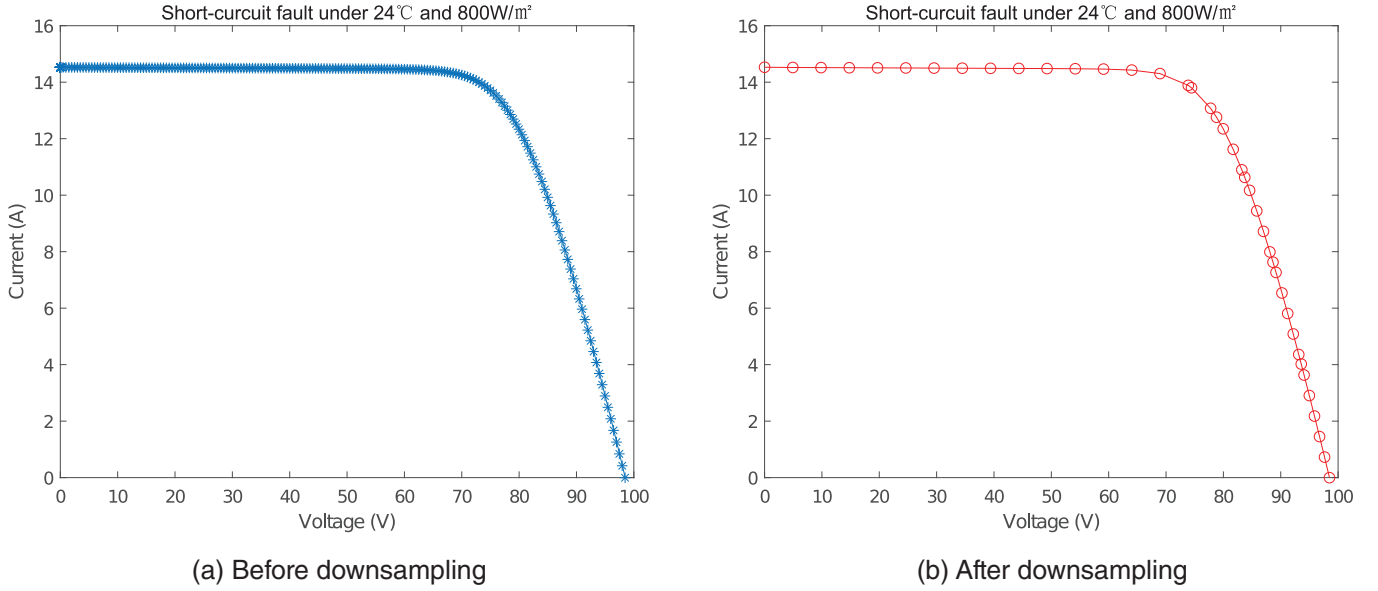 Short-curcuit fault under 24℃ and 800W/㎡
16
14
12
10
8
6
4
2
0
Current (A)
0 10 20 30 40 50 60 70 80 90 100
Voltage (V)
(a) Before downsampling
Short-curcuit fault under 24℃ and 800W/㎡
16
14
12
10
8
6
4
2
0
Current (A)
0 10 20 30 40 50 60 70 80 90 100
Voltage (V)
(b) After downsampling